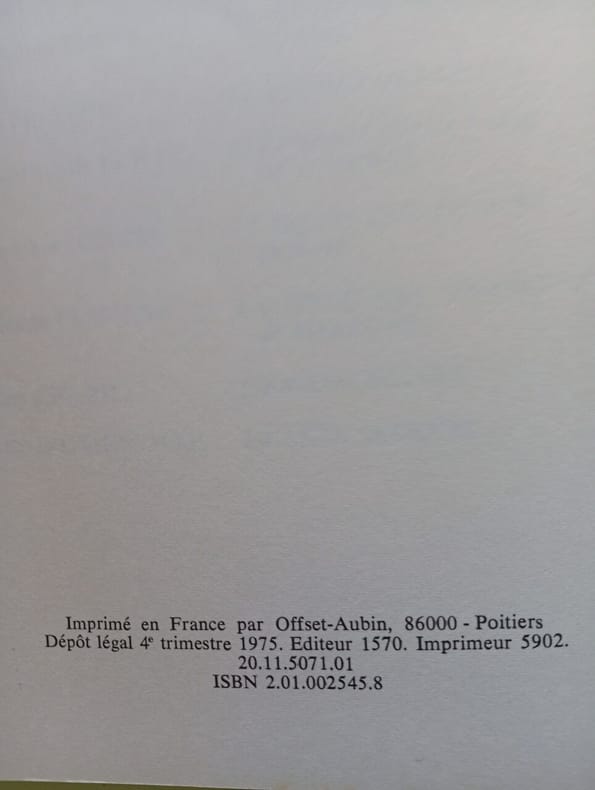 Imprimé en France par Offset-Aubin, 86000 - Poitiers
Dépôt légal 4e trimestre 1975. Editeur 1570. Imprimeur 5902.
20.11.5071.01
ISBN 2.01.002545.8